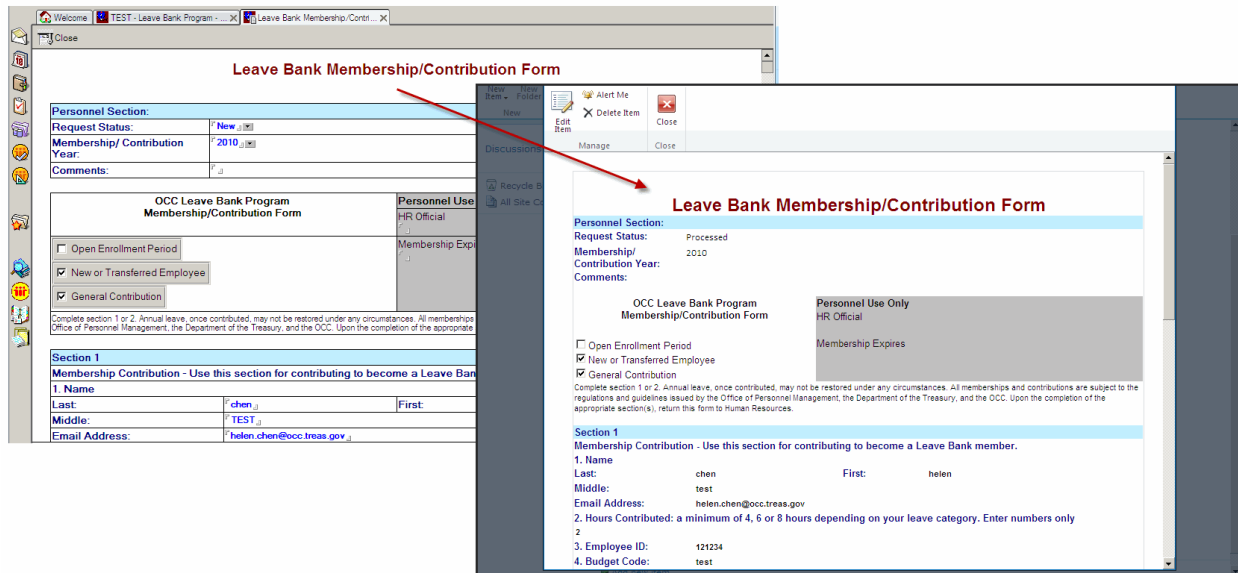 Welcome TEST - Leave Bank Program - ... Leave Bank Membership/Contri...
Close
Leave Bank Membership/Contribution Form
Personnel Section:
Request Status: New
Membership/ Contribution Year: 2010
Comments:
OCC Leave Bank Program
Membership/Contribution Form
Personnel Use
HR Official
Open Enrollment Period
Membership Expi
New or Transferred Employee
General Contribution
Complete section 1 or 2. Annual leave, once contributed, may not be restored under any circumstances. All memberships
Office of Personnel Management, the Department of the Treasury, and the OCC. Upon the completion of the appropriate
Section 1
Membership Contribution - Use this section for contributing to become a Leave Ban
1. Name
Last: chen First:
Middle: TEST
Email Address: helen.chen@occ.treas.gov
New Item New Folder
New
Discussions
Recycle B
All Site Co
Edit Item
Alert Me
Delete Item
Close
Manage Close
Leave Bank Membership/Contribution Form
Personnel Section:
Request Status: Processed
Membership/ 2010
Contribution Year:
Comments:
OCC Leave Bank Program
Membership/Contribution Form
Personnel Use Only
HR Official
Membership Expires
Open Enrollment Period
New or Transferred Employee
General Contribution
Complete section 1 or 2. Annual leave, once contributed, may not be restored under any circumstances. All memberships and contributions are subject to the
regulations and guidelines issued by the Office of Personnel Management, the Department of the Treasury, and the OCC. Upon the completion of the
appropriate section(s), return this form to Human Resources.
Section 1
Membership Contribution - Use this section for contributing to become a Leave Bank member.
1. Name
Last: chen First: helen
Middle: test
Email Address: helen.chen@occ.treas.gov
2. Hours Contributed: a minimum of 4, 6 or 8 hours depending on your leave category. Enter numbers only
2
3. Employee ID: 121234
4. Budget Code: test